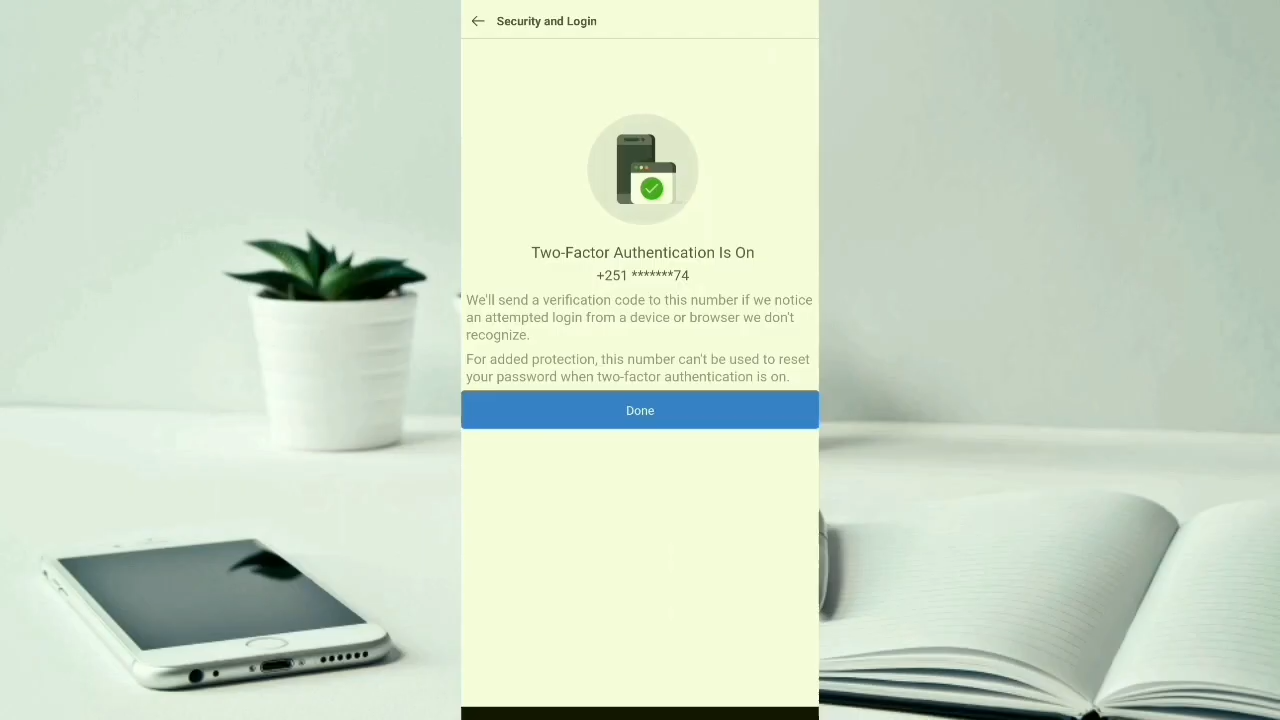 Security and Login
Two-Factor Authentication Is On
+251 *******74
We'll send a verification code to this number if we notice
an attempted login from a device or browser we don't
recognize.
For added protection, this number can't be used to reset
your password when two-factor authentication is on.
Done